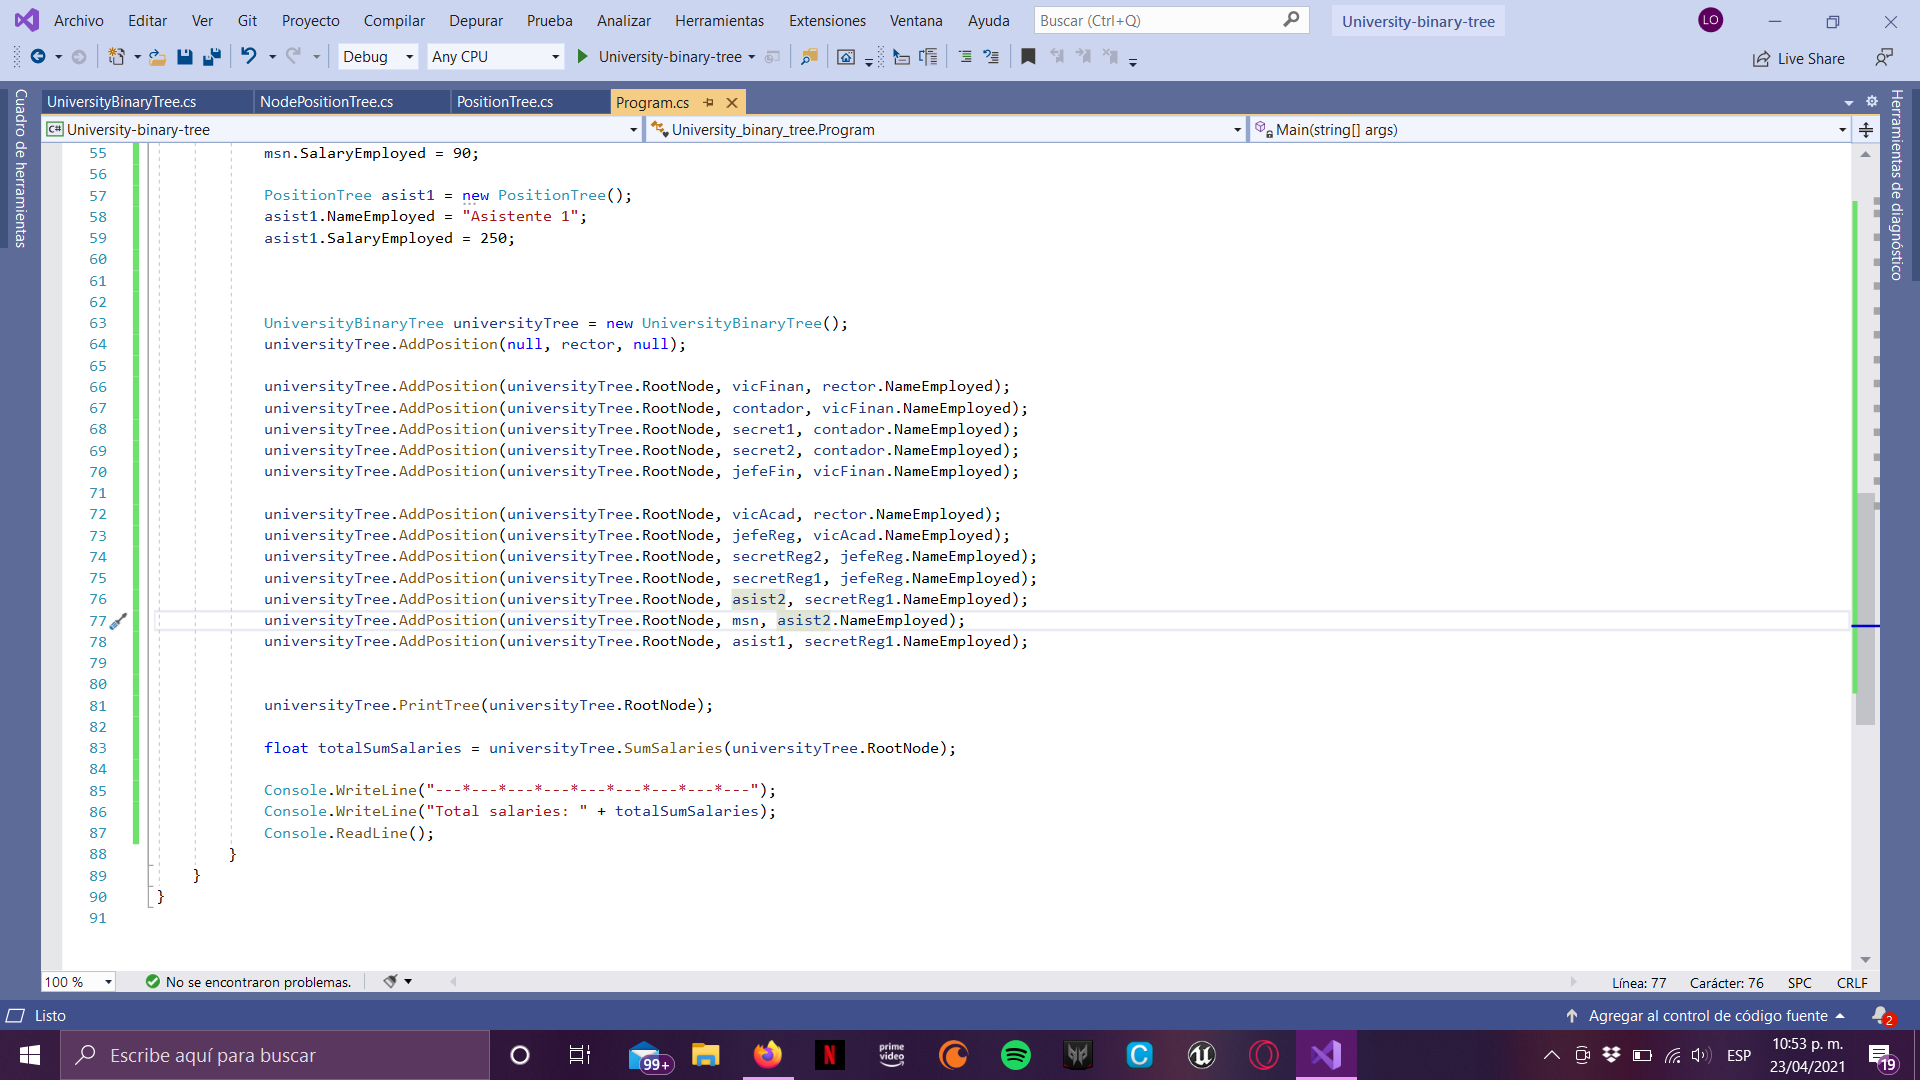 Archivo Editar Ver Git Proyecto Compilar Depurar Prueba Analizar Herramientas Extensiones Ventana Ayuda Buscar (Ctrl+Q) University-binary-tree LO
Debug Any CPU University-binary-tree Live Share
Cuadro de herramientas
UniversityBinaryTree.cs NodePositionTree.cs PositionTree.cs Program.cs
C# University-binary-tree University_binary_tree.Program Main(string[] args)
Herramientas de diagnóstico
55 msn.SalaryEmployed = 90;
56
57 PositionTree asist1 = new PositionTree();
58 asist1.NameEmployed = "Asistente 1";
59 asist1.SalaryEmployed = 250;
60
61
62
63 UniversityBinaryTree universityTree = new UniversityBinaryTree();
64 universityTree.AddPosition(null, rector, null);
65
66 universityTree.AddPosition(universityTree.RootNode, vicFinan, rector.NameEmployed);
67 universityTree.AddPosition(universityTree.RootNode, contador, vicFinan.NameEmployed);
68 universityTree.AddPosition(universityTree.RootNode, secret1, contador.NameEmployed);
69 universityTree.AddPosition(universityTree.RootNode, secret2, contador.NameEmployed);
70 universityTree.AddPosition(universityTree.RootNode, jefeFin, vicFinan.NameEmployed);
71
72 universityTree.AddPosition(universityTree.RootNode, vicAcad, rector.NameEmployed);
73 universityTree.AddPosition(universityTree.RootNode, jefeReg, vicAcad.NameEmployed);
74 universityTree.AddPosition(universityTree.RootNode, secretReg2, jefeReg.NameEmployed);
75 universityTree.AddPosition(universityTree.RootNode, secretReg1, jefeReg.NameEmployed);
76 universityTree.AddPosition(universityTree.RootNode, asist2, secretReg1.NameEmployed);
77 universityTree.AddPosition(universityTree.RootNode, msn, asist2.NameEmployed);
78 universityTree.AddPosition(universityTree.RootNode, asist1, secretReg1.NameEmployed);
79
80
81 universityTree.PrintTree(universityTree.RootNode);
82
83 float totalSumSalaries = universityTree.SumSalaries(universityTree.RootNode);
84
85 Console.WriteLine("---*---*---*---*---*---*---*---*---");
86 Console.WriteLine("Total salaries: " + totalSumSalaries);
87 Console.ReadLine();
88 }
89 }
90 }
91
100 % No se encontraron problemas. Línea: 77 Carácter: 76 SPC CRLF
Listo Agregar al control de código fuente 2
Escribe aquí para buscar 99+ N prime video C ESP 10:53 p. m. 19
23/04/2021